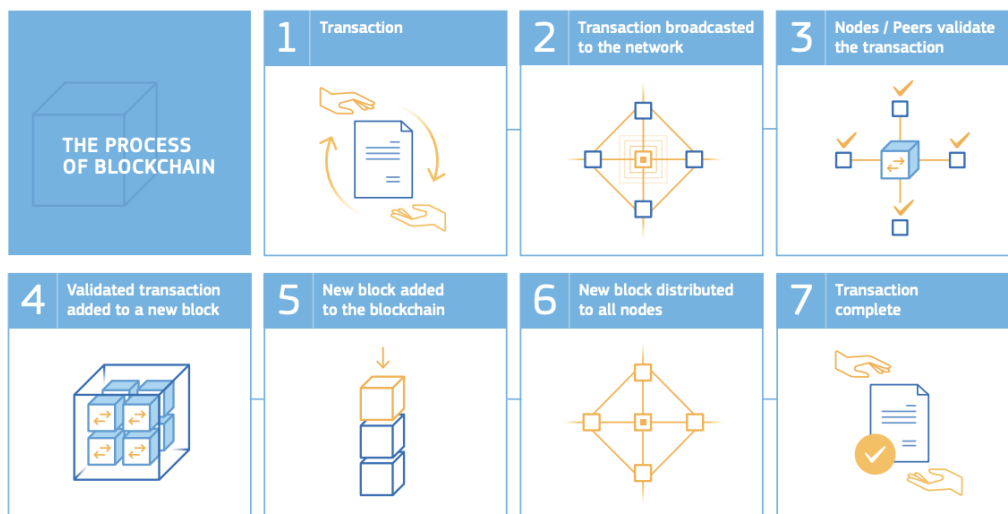 THE PROCESS
OF BLOCKCHAIN
1
Transaction
2
Transaction broadcasted
to the network
3
Nodes / Peers validate
the transaction
4
Validated transaction
added to a new block
5
New block added
to the blockchain
6
New block distributed
to all nodes
7
Transaction
complete